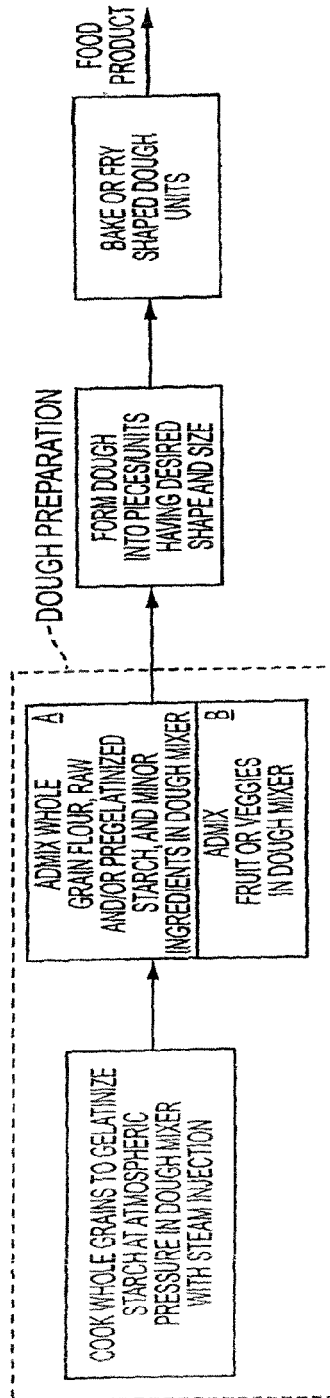 DOUGH PREPARATION
COOK WHOLE GRAINS TO GELATINIZE
STARCH AT ATMOSPHERIC
PRESSURE IN DOUGH MIXER
WITH STEAM INJECTION
ADMIX WHOLE A
GRAIN FLOUR, RAW
AND/OR PREGELATINIZED
STARCH, AND MINOR
INGREDIENTS IN DOUGH MIXER
ADMIX B
FRUIT OR VEGGIES
IN DOUGH MIXER
FORM DOUGH
INTO PIECES/UNITS
HAVING DESIRED
SHAPE AND SIZE
BAKE OR FRY
SHAPED DOUGH
UNITS
FOOD
PRODUCT